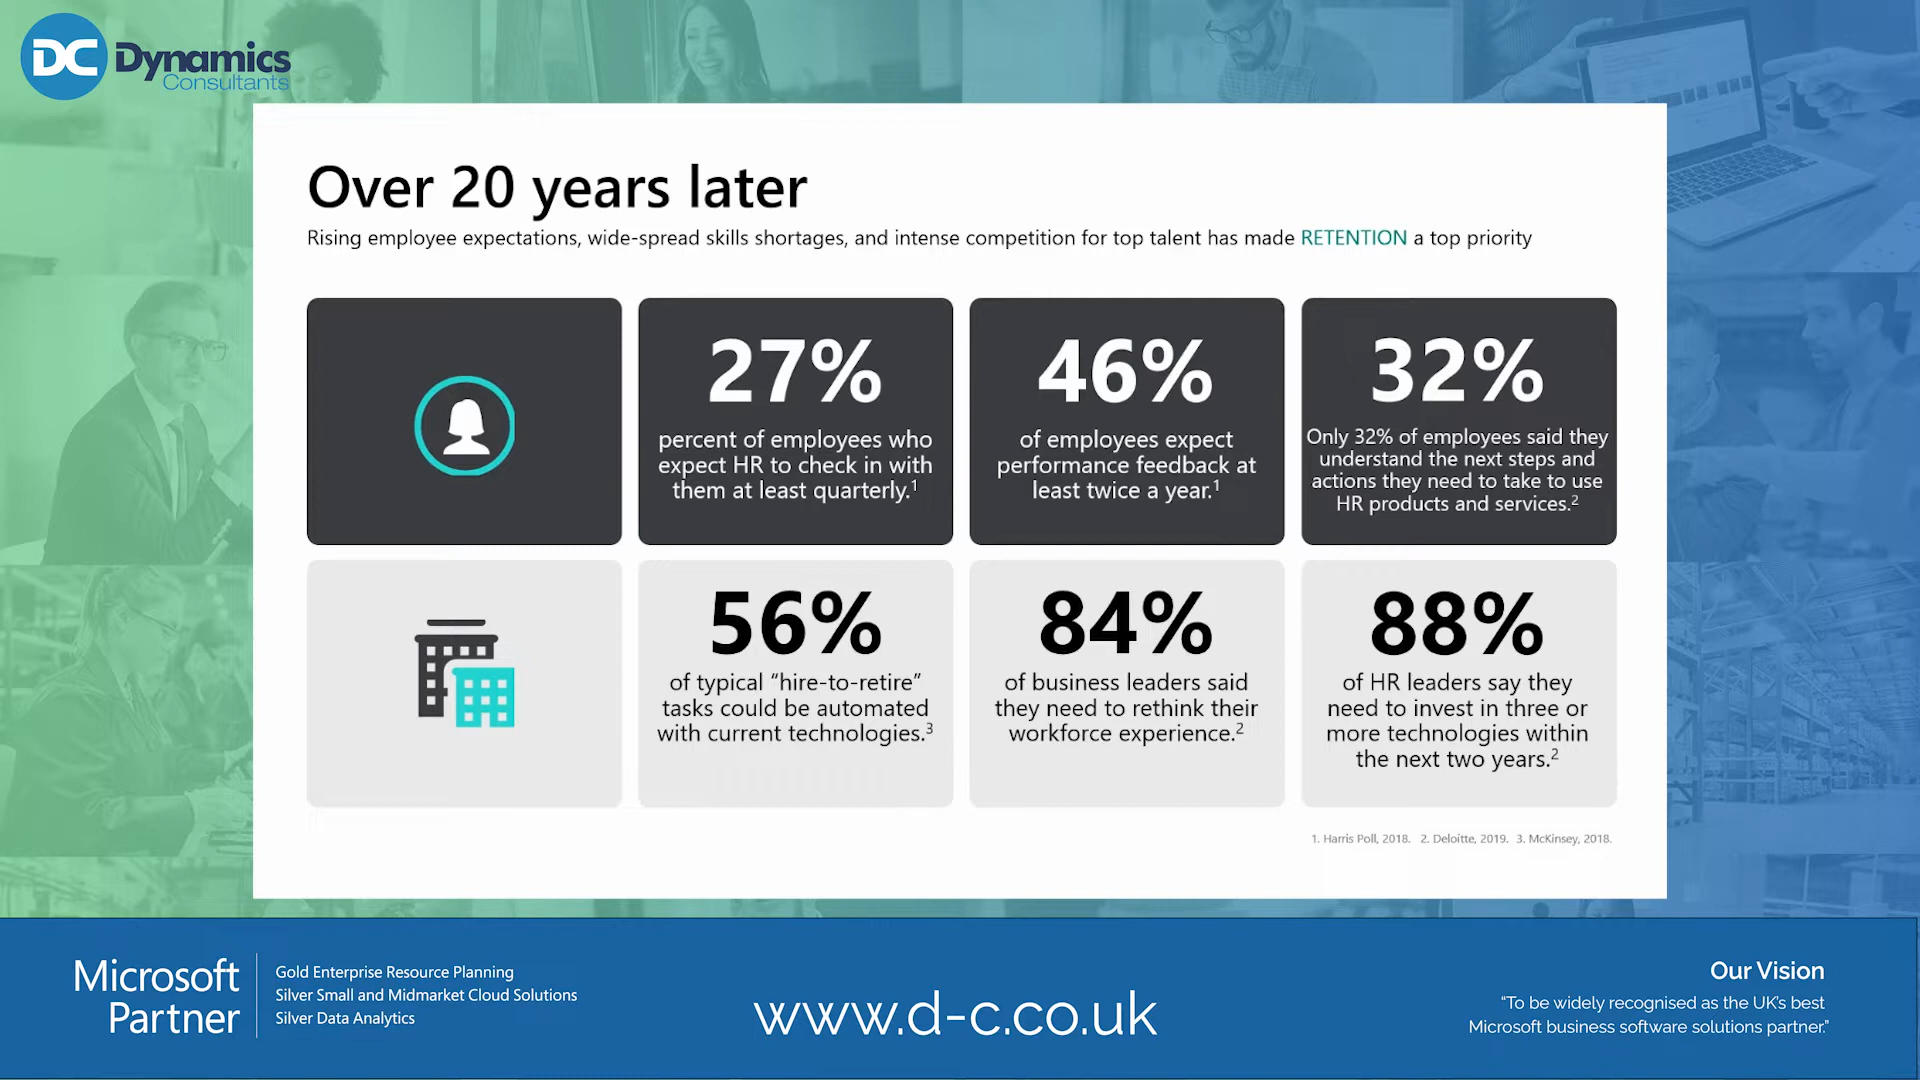 DC Dynamics
Consultants
Over 20 years later
Rising employee expectations, wide-spread skills shortages, and intense competition for top talent has made RETENTION a top priority
27%
percent of employees who
expect HR to check in with
them at least quarterly.¹
46%
of employees expect
performance feedback at
least twice a year.¹
32%
Only 32% of employees said they
understand the next steps and
actions they need to take to use
HR products and services.²
56%
of typical “hire-to-retire”
tasks could be automated
with current technologies.³
84%
of business leaders said
they need to rethink their
workforce experience.²
88%
of HR leaders say they
need to invest in three or
more technologies within
the next two years.²
1. Harris Poll, 2018. 2. Deloitte, 2019. 3. McKinsey, 2018.
Microsoft
Partner
Gold Enterprise Resource Planning
Silver Small and Midmarket Cloud Solutions
Silver Data Analytics
www.d-c.co.uk
Our Vision
“To be widely recognised as the UK's best
Microsoft business software solutions partner.”